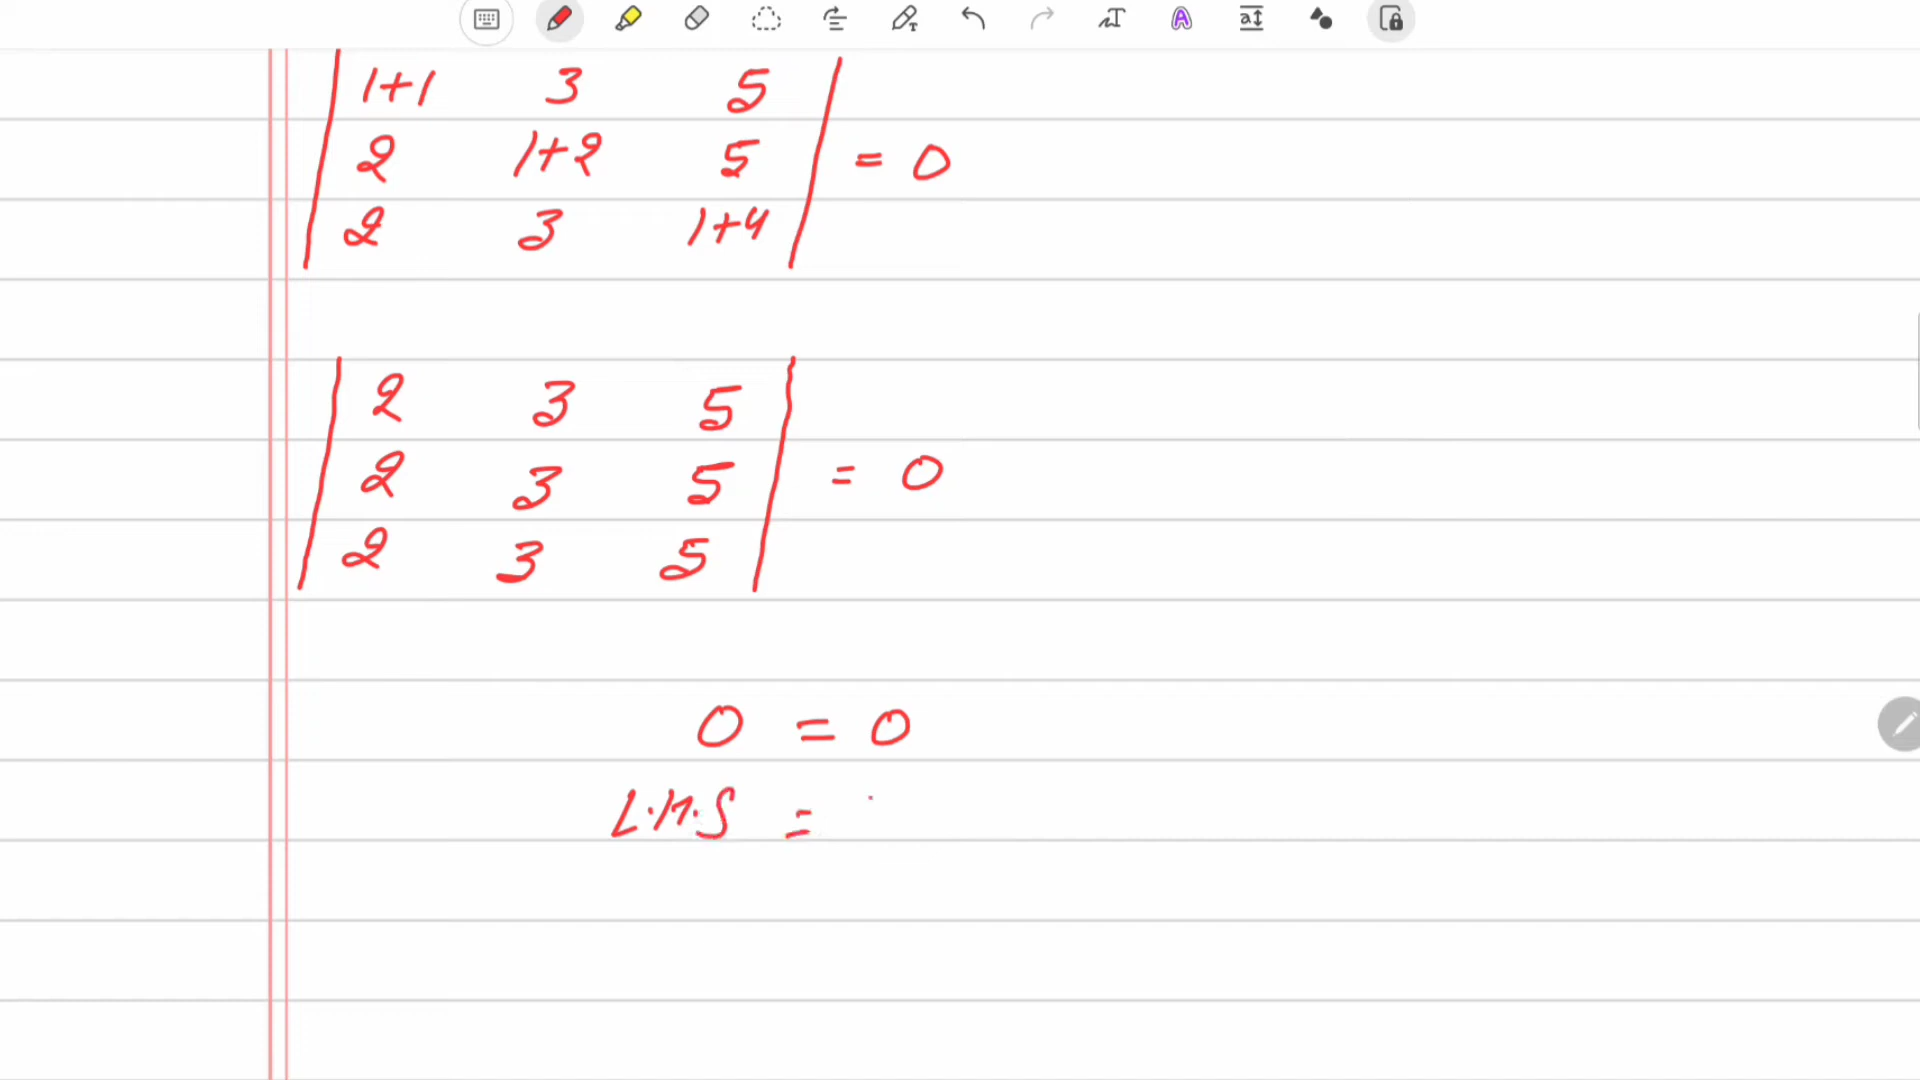 1+1 3 5
2 1+2 5 = 0
2 3 1+4
2 3 5
2 3 5 = 0
2 3 5
0 = 0
L.H.S =